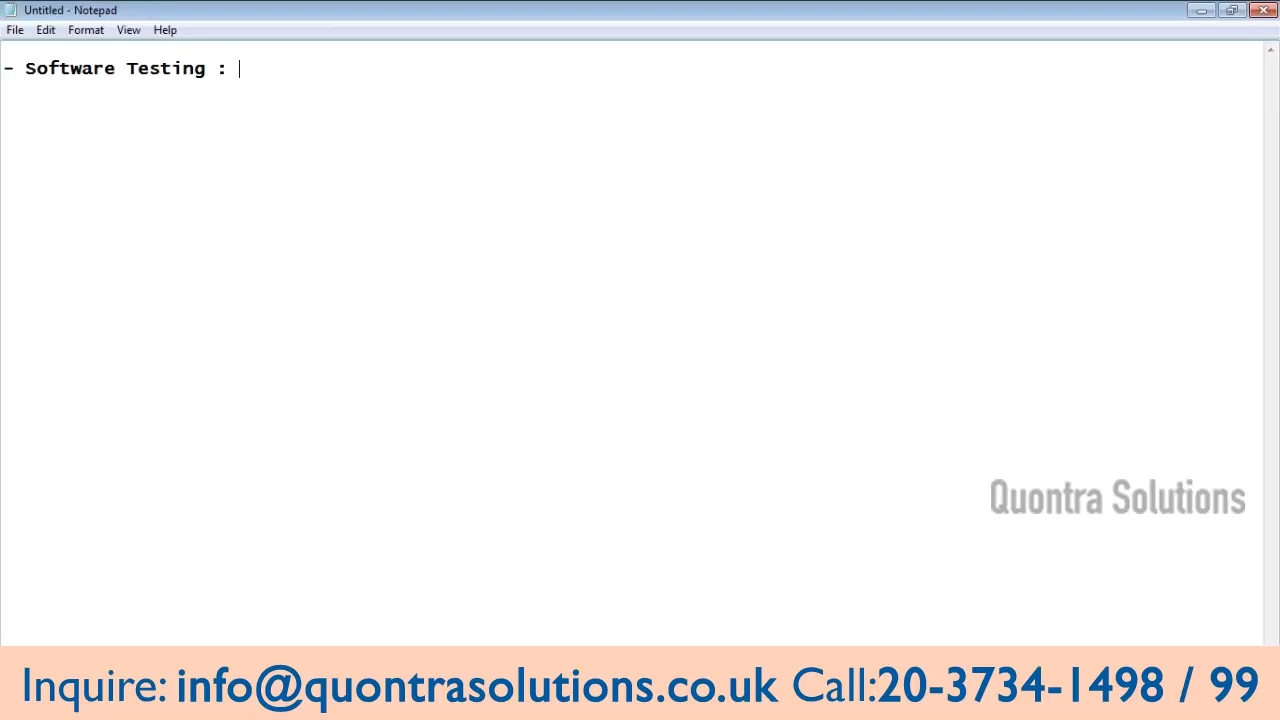 Untitled - Notepad
File Edit Format View Help
- Software Testing :
Quontra Solutions
Inquire: info@quontrasolutions.co.uk Call:20-3734-1498 / 99